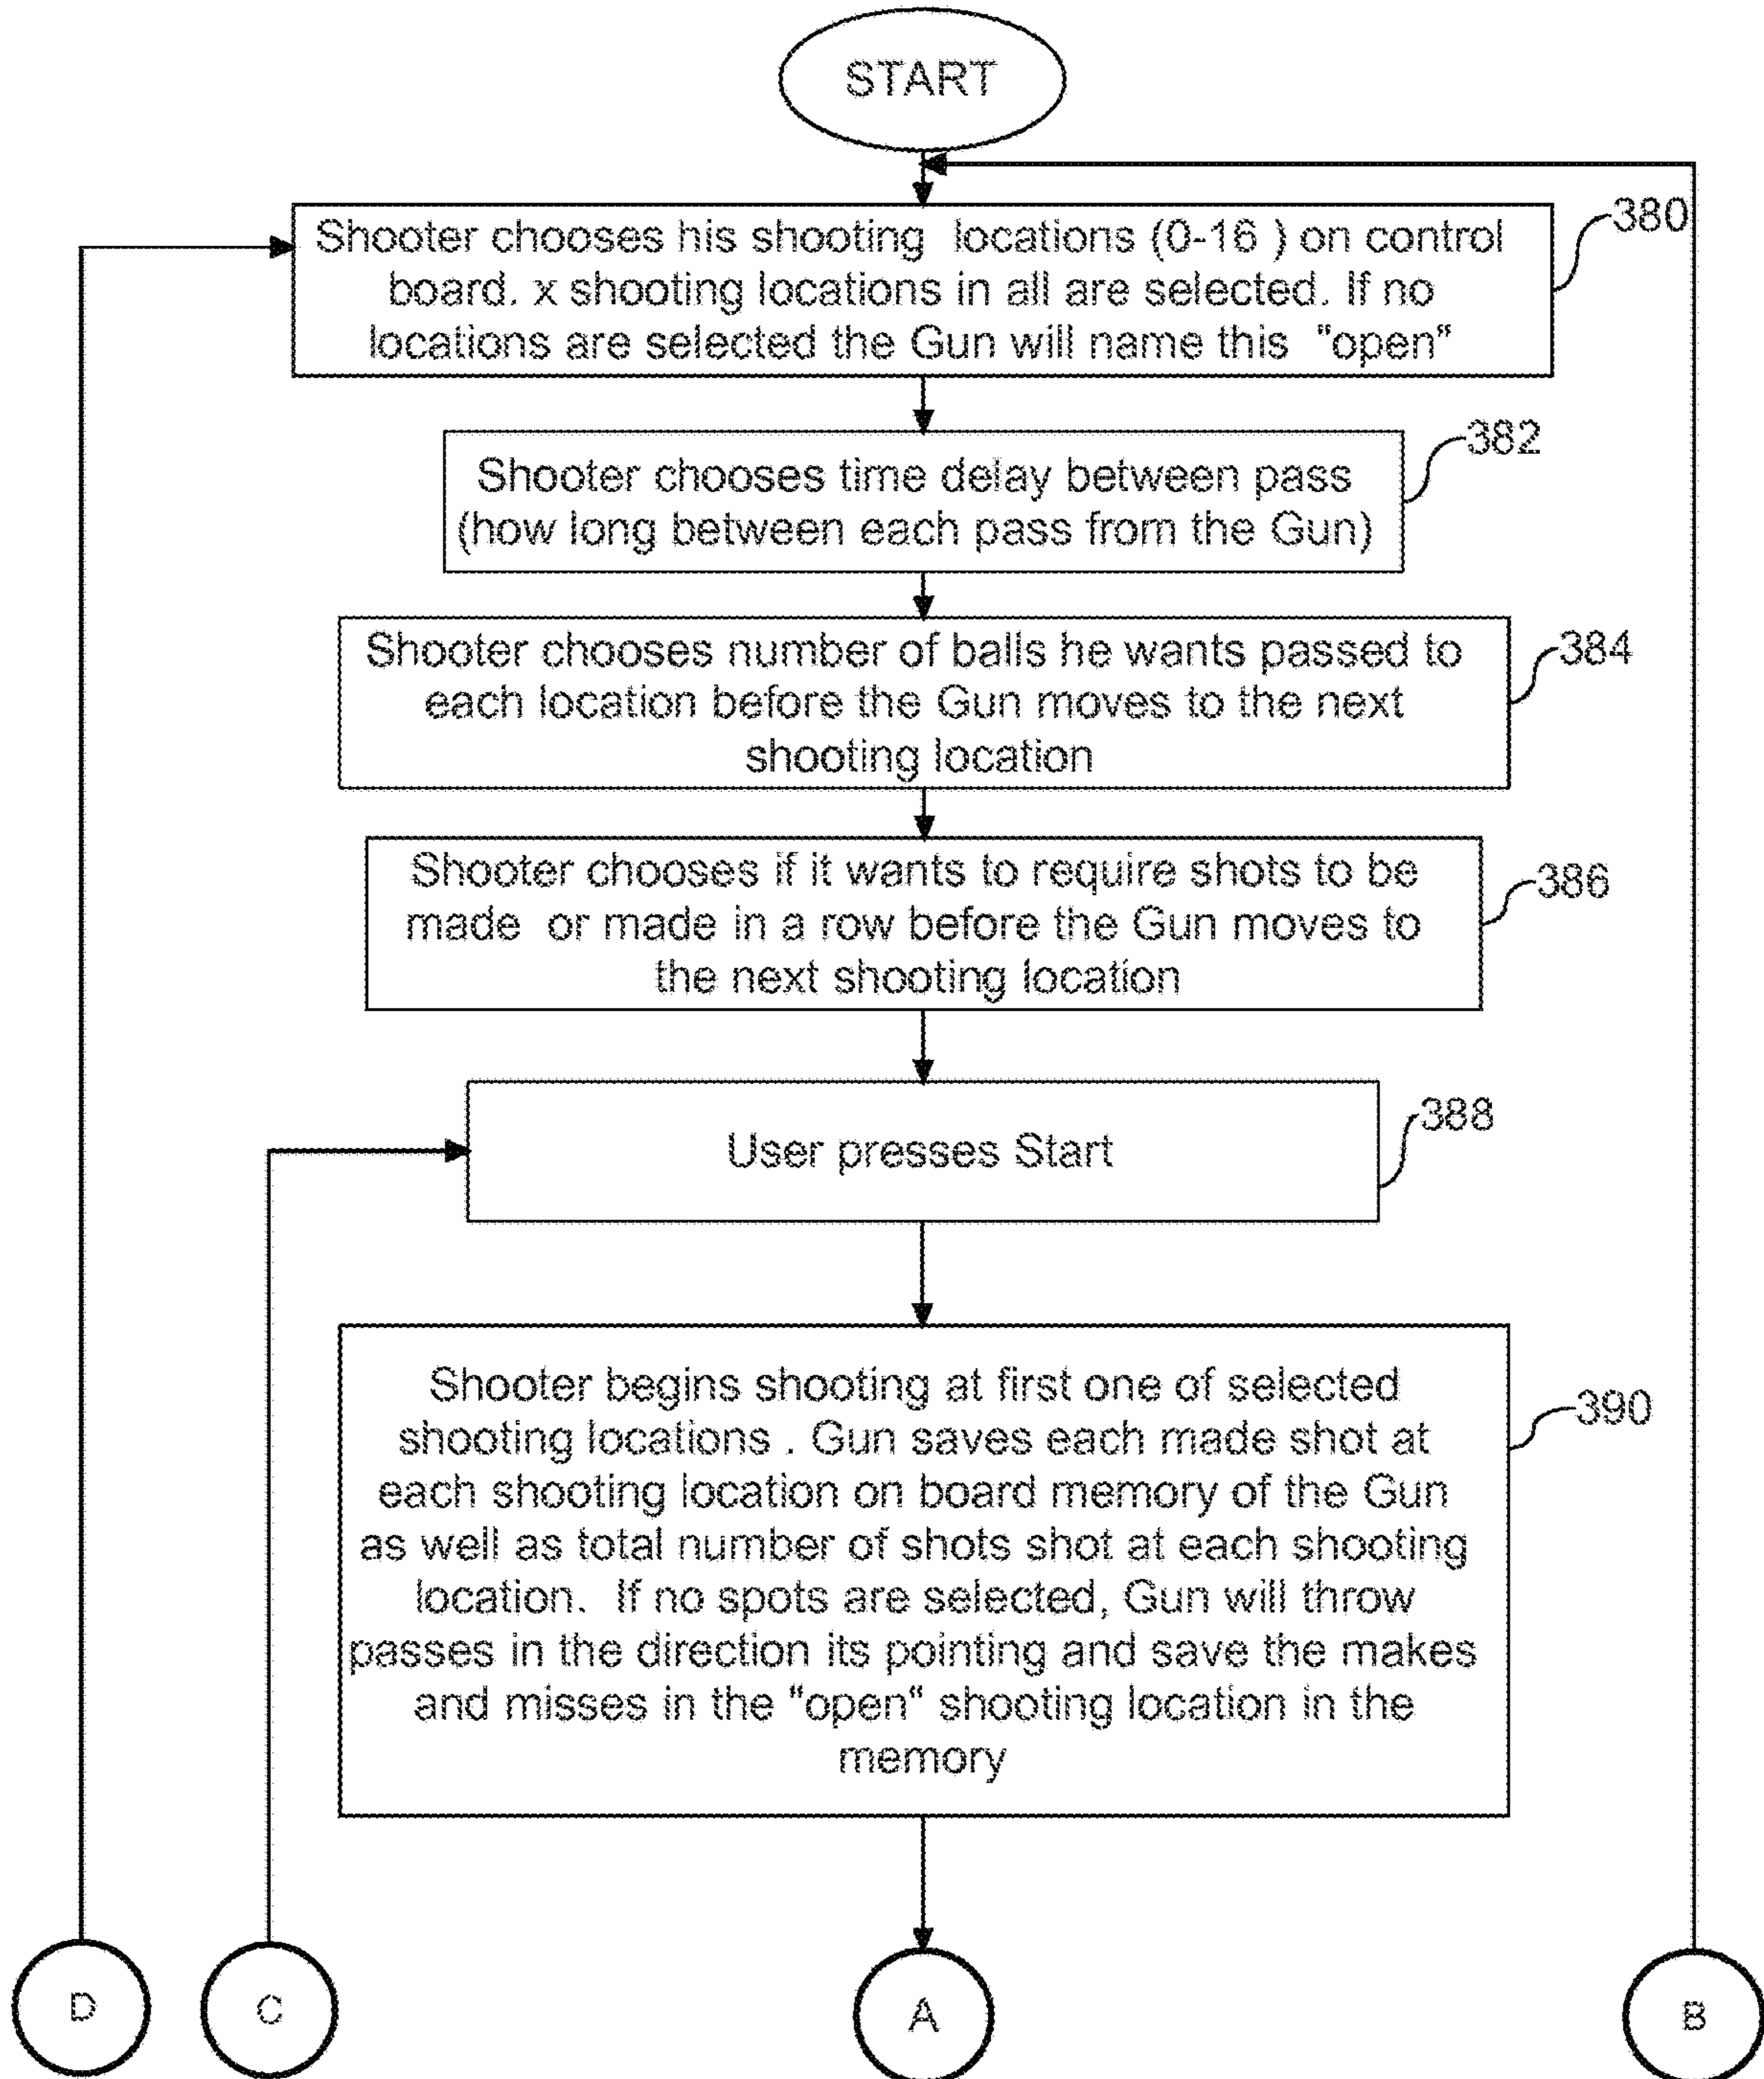 START
Shooter chooses his shooting locations (0-16 ) on control
board. x shooting locations in all are selected. If no
locations are selected the Gun will name this "open"
380
Shooter chooses time delay between pass
(how long between each pass from the Gun)
382
Shooter chooses number of balls he wants passed to
each location before the Gun moves to the next
shooting location
384
Shooter chooses if it wants to require shots to be
made or made in a row before the Gun moves to
the next shooting location
386
User presses Start
388
Shooter begins shooting at first one of selected
shooting locations . Gun saves each made shot at
each shooting location on board memory of the Gun
as well as total number of shots shot at each shooting
location. If no spots are selected, Gun will throw
passes in the direction its pointing and save the makes
and misses in the "open" shooting location in the
memory
390
D
C
A
B